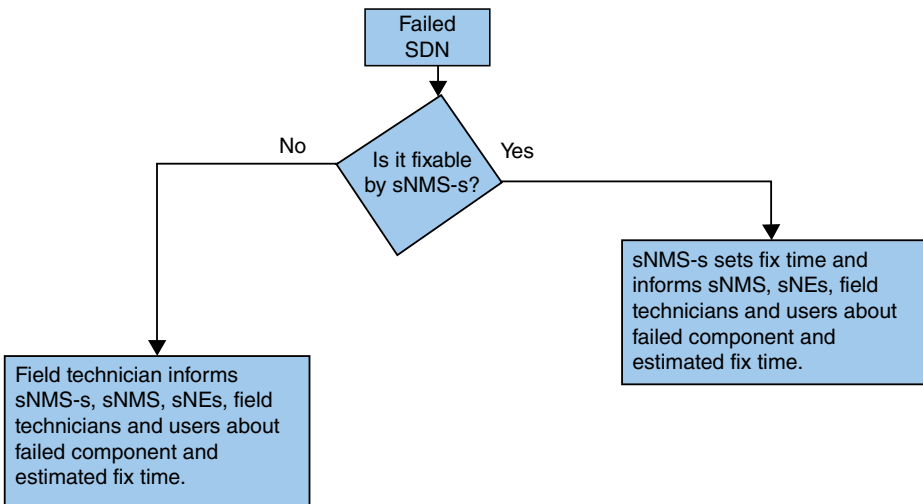 Failed
SDN
Is it fixable
by sNMS-s?
No
Yes
sNMS-s sets fix time and
informs sNMS, sNEs, field
technicians and users about
failed component and
estimated fix time.
Field technician informs
sNMS-s, sNMS, sNEs, field
technicians and users about
failed component and
estimated fix time.